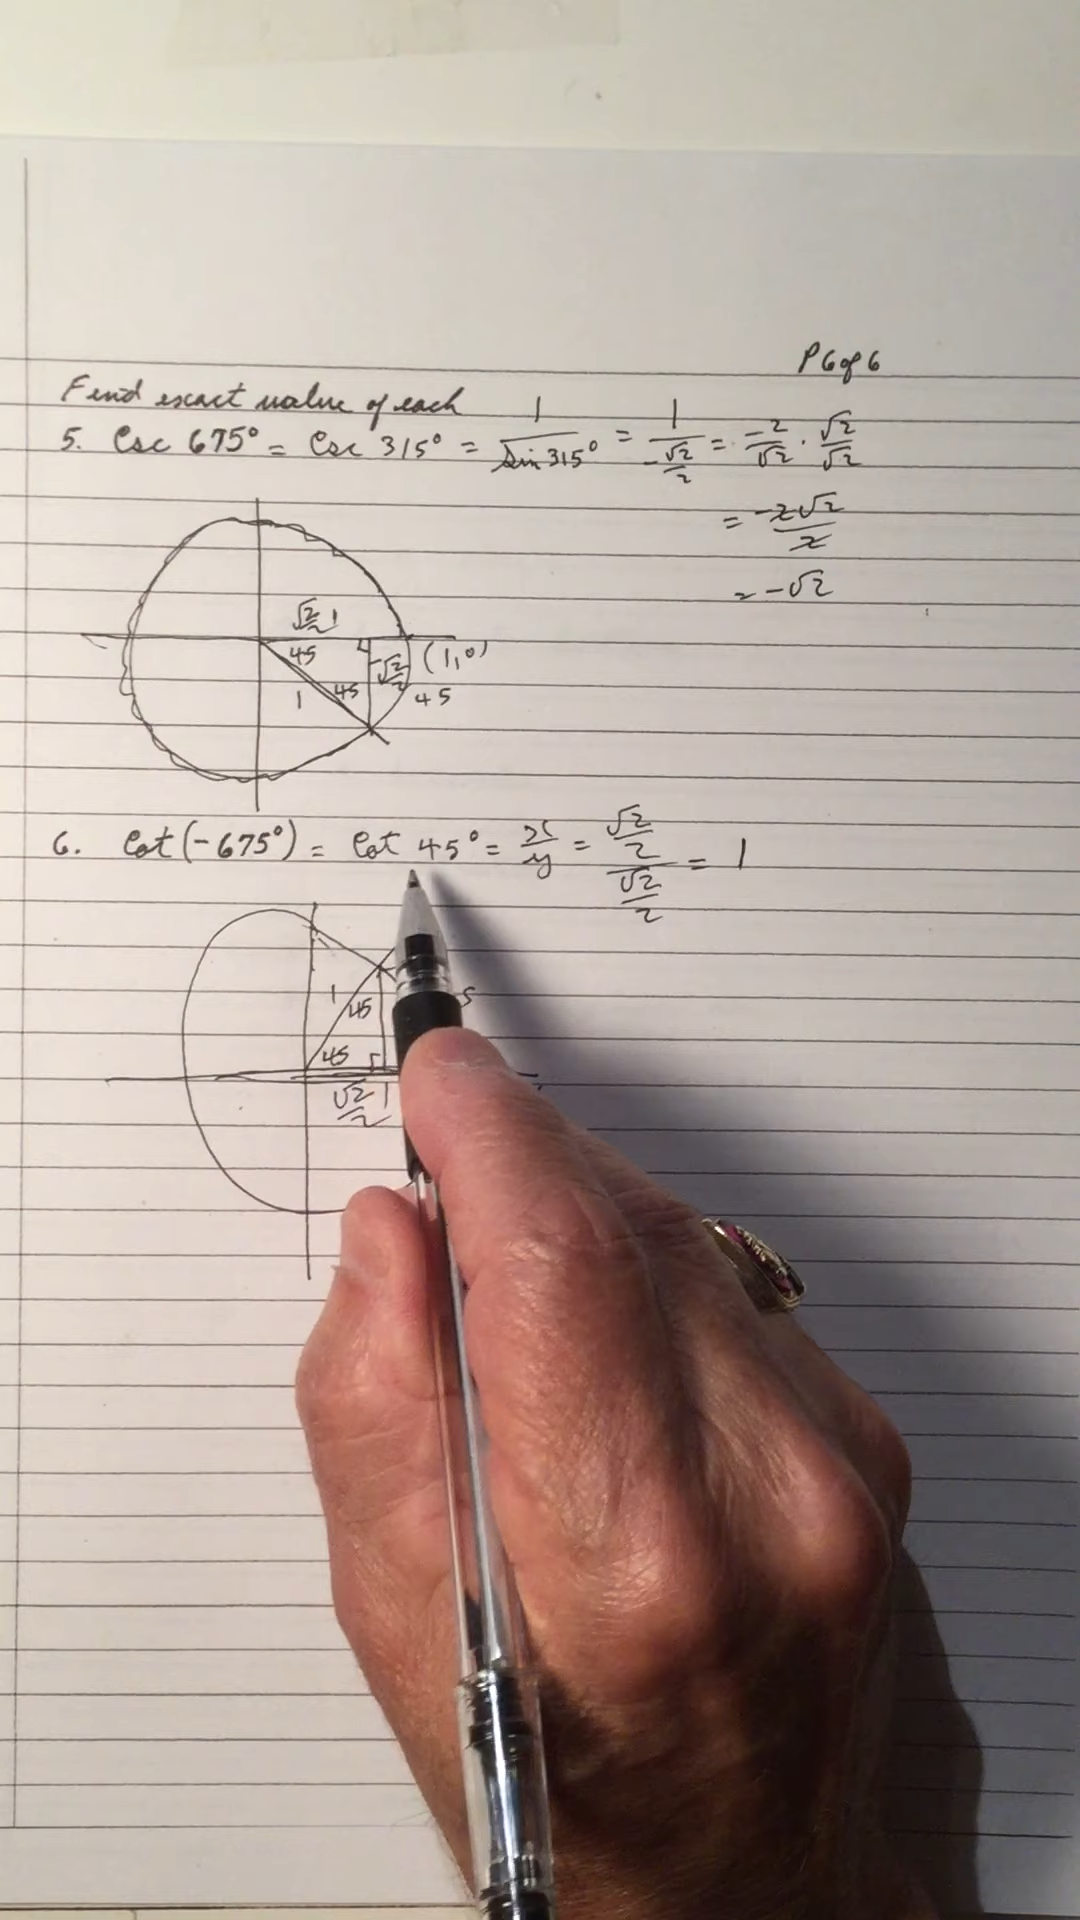 P 6 of 6
Find exact value of each
5. Csc 675° = Csc 315° = 1/sin 315° = 1/(-√2/2) = -2/√2 · √2/√2
= -2√2/2
= -√2
√2/2 1
45 -√2/2 (1,0)
1 45 45
6. Cot (-675°) = Cot 45° = x/y = (√2/2)/(√2/2) = 1
1 45
45
√2/2 1